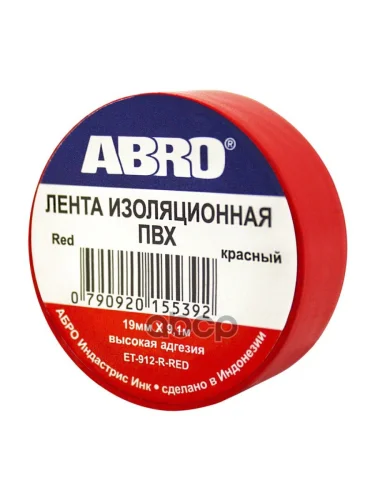 ABRO®
ЛЕНТА ИЗОЛЯЦИОННАЯ
ПВХ
Red
красный
0 790920 155392
19мм X 9,1м
высокая адгезия
ET-912-R-RED
АБРО Индастрис Инк • сделано в Индонезии